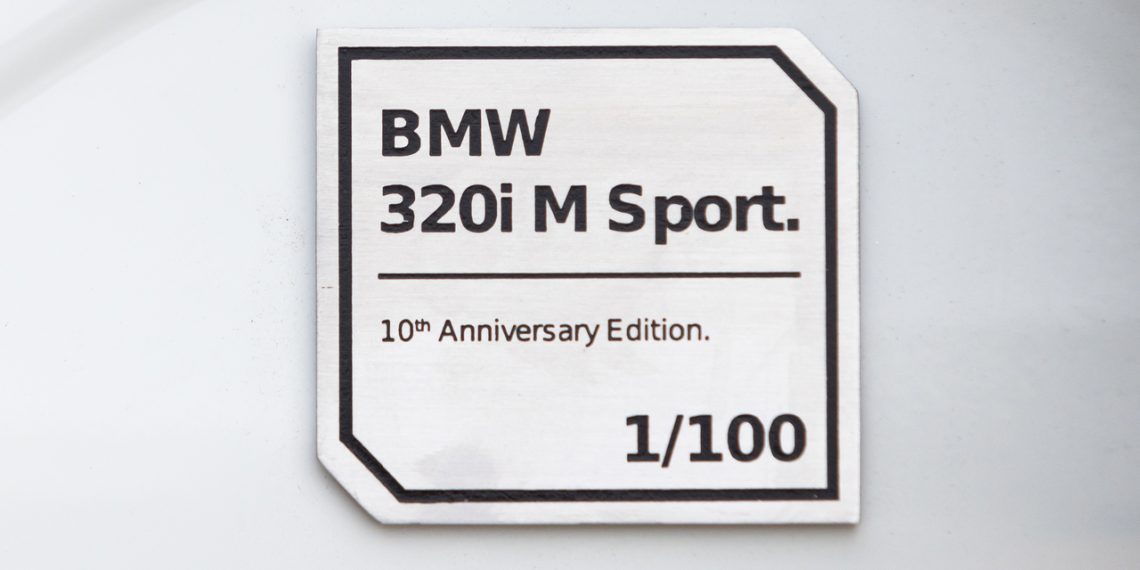 BMW
320i M Sport.
10th Anniversary Edition.
1/100